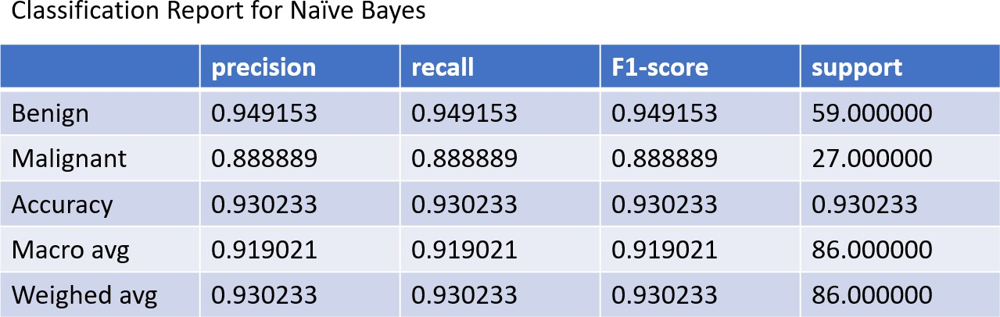 Classification Report for Naïve Bayes
precision recall F1-score support
Benign 0.949153 0.949153 0.949153 59.000000
Malignant 0.888889 0.888889 0.888889 27.000000
Accuracy 0.930233 0.930233 0.930233 0.930233
Macro avg 0.919021 0.919021 0.919021 86.000000
Weighed avg 0.930233 0.930233 0.930233 86.000000